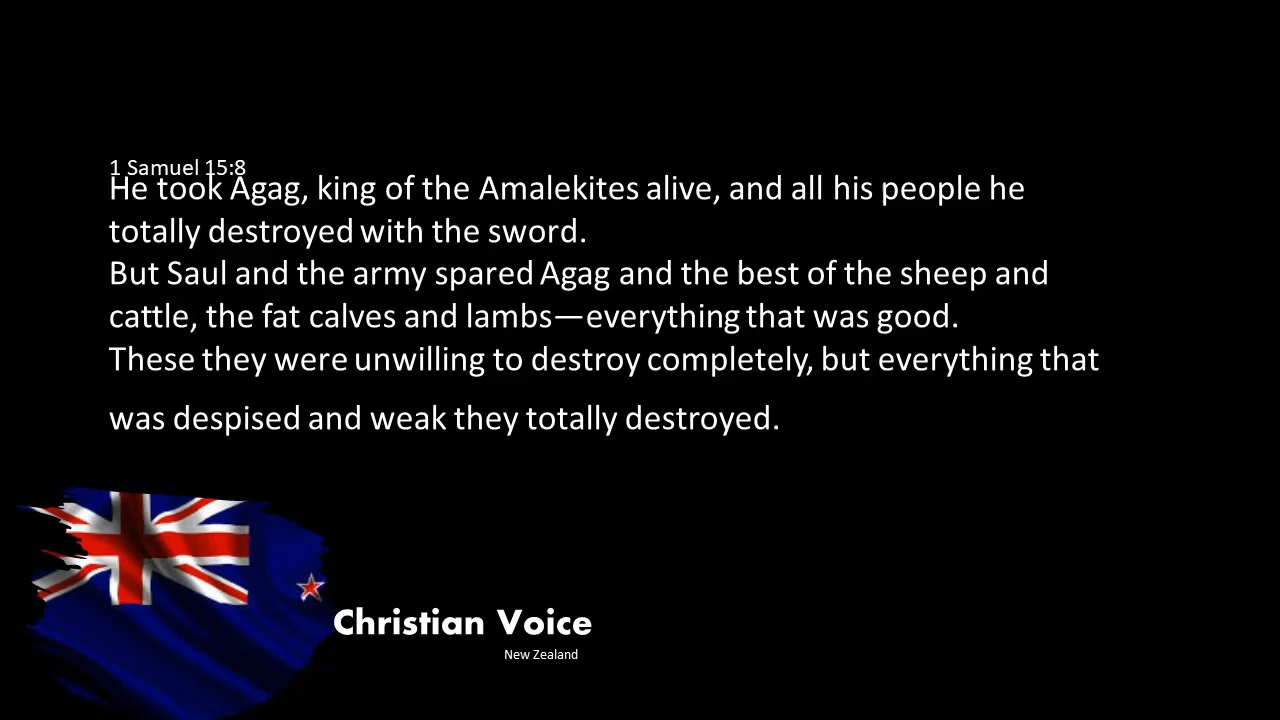 1 Samuel 15:8
He took Agag, king of the Amalekites alive, and all his people he
totally destroyed with the sword.
But Saul and the army spared Agag and the best of the sheep and
cattle, the fat calves and lambs—everything that was good.
These they were unwilling to destroy completely, but everything that
was despised and weak they totally destroyed.
Christian Voice
New Zealand